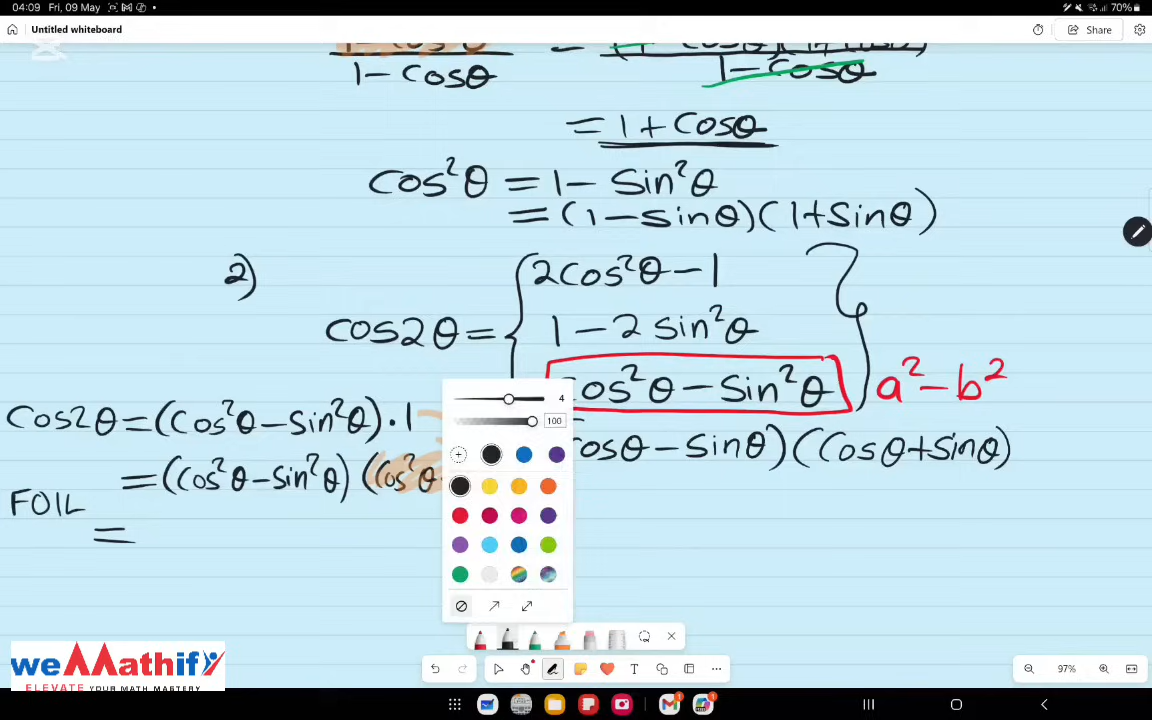 04:09 Fri, 09 May 70%
Untitled whiteboard Share
1 - Cosθ = 1 - Cosθ
= 1 + Cosθ
Cos²θ = 1 - Sin²θ
= (1 - sinθ)(1 + Sinθ)
2)
2Cos²θ - 1
Cos2θ = 1 - 2 sin²θ
cos²θ - Sin²θ a² - b²
Cos2θ = (Cos²θ - sin²θ) · 1
osθ - sinθ)(Cosθ + sinθ)
= (Cos²θ - sin²θ) (Cos²θ
FOIL
=
4
100
weMathify
ELEVATE YOUR MATH MASTERY
97%